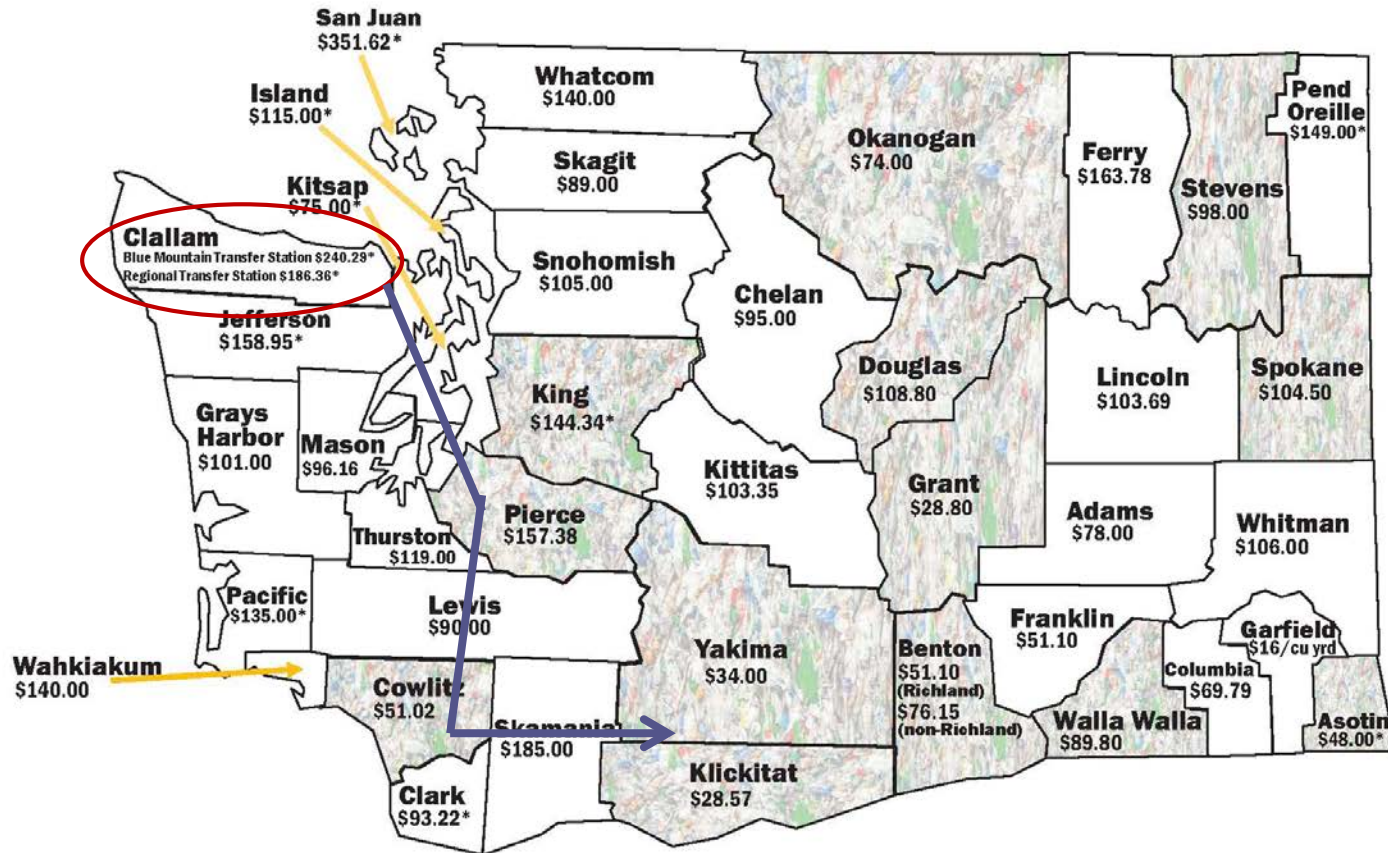 San Juan
$351.62*
Island
$115.00*
Whatcom
$140.00
Okanogan
$74.00
Ferry
$163.78
Stevens
$98.00
Pend
Oreille
$149.00*
Skagit
$89.00
Kitsap
$75.00*
Clallam
Blue Mountain Transfer Station $240.29*
Regional Transfer Station $186.36*
Snohomish
$105.00
Chelan
$95.00
Jefferson
$158.95*
King
$144.34*
Douglas
$108.80
Lincoln
$103.69
Spokane
$104.50
Grays
Harbor
$101.00
Mason
$96.16
Kittitas
$103.35
Grant
$28.80
Adams
$78.00
Whitman
$106.00
Pierce
$157.38
Thurston
$119.00
Pacific
$135.00*
Lewis
$90.00
Yakima
$34.00
Benton
$51.10
(Richland)
$76.15
(non-Richland)
Franklin
$51.10
Garfield
$16/cu yrd
Columbia
$69.79
Wahkiakum
$140.00
Cowlitz
$51.02
Skamania
$185.00
Walla Walla
$89.80
Asotin
$48.00*
Klickitat
$28.57
Clark
$93.22*